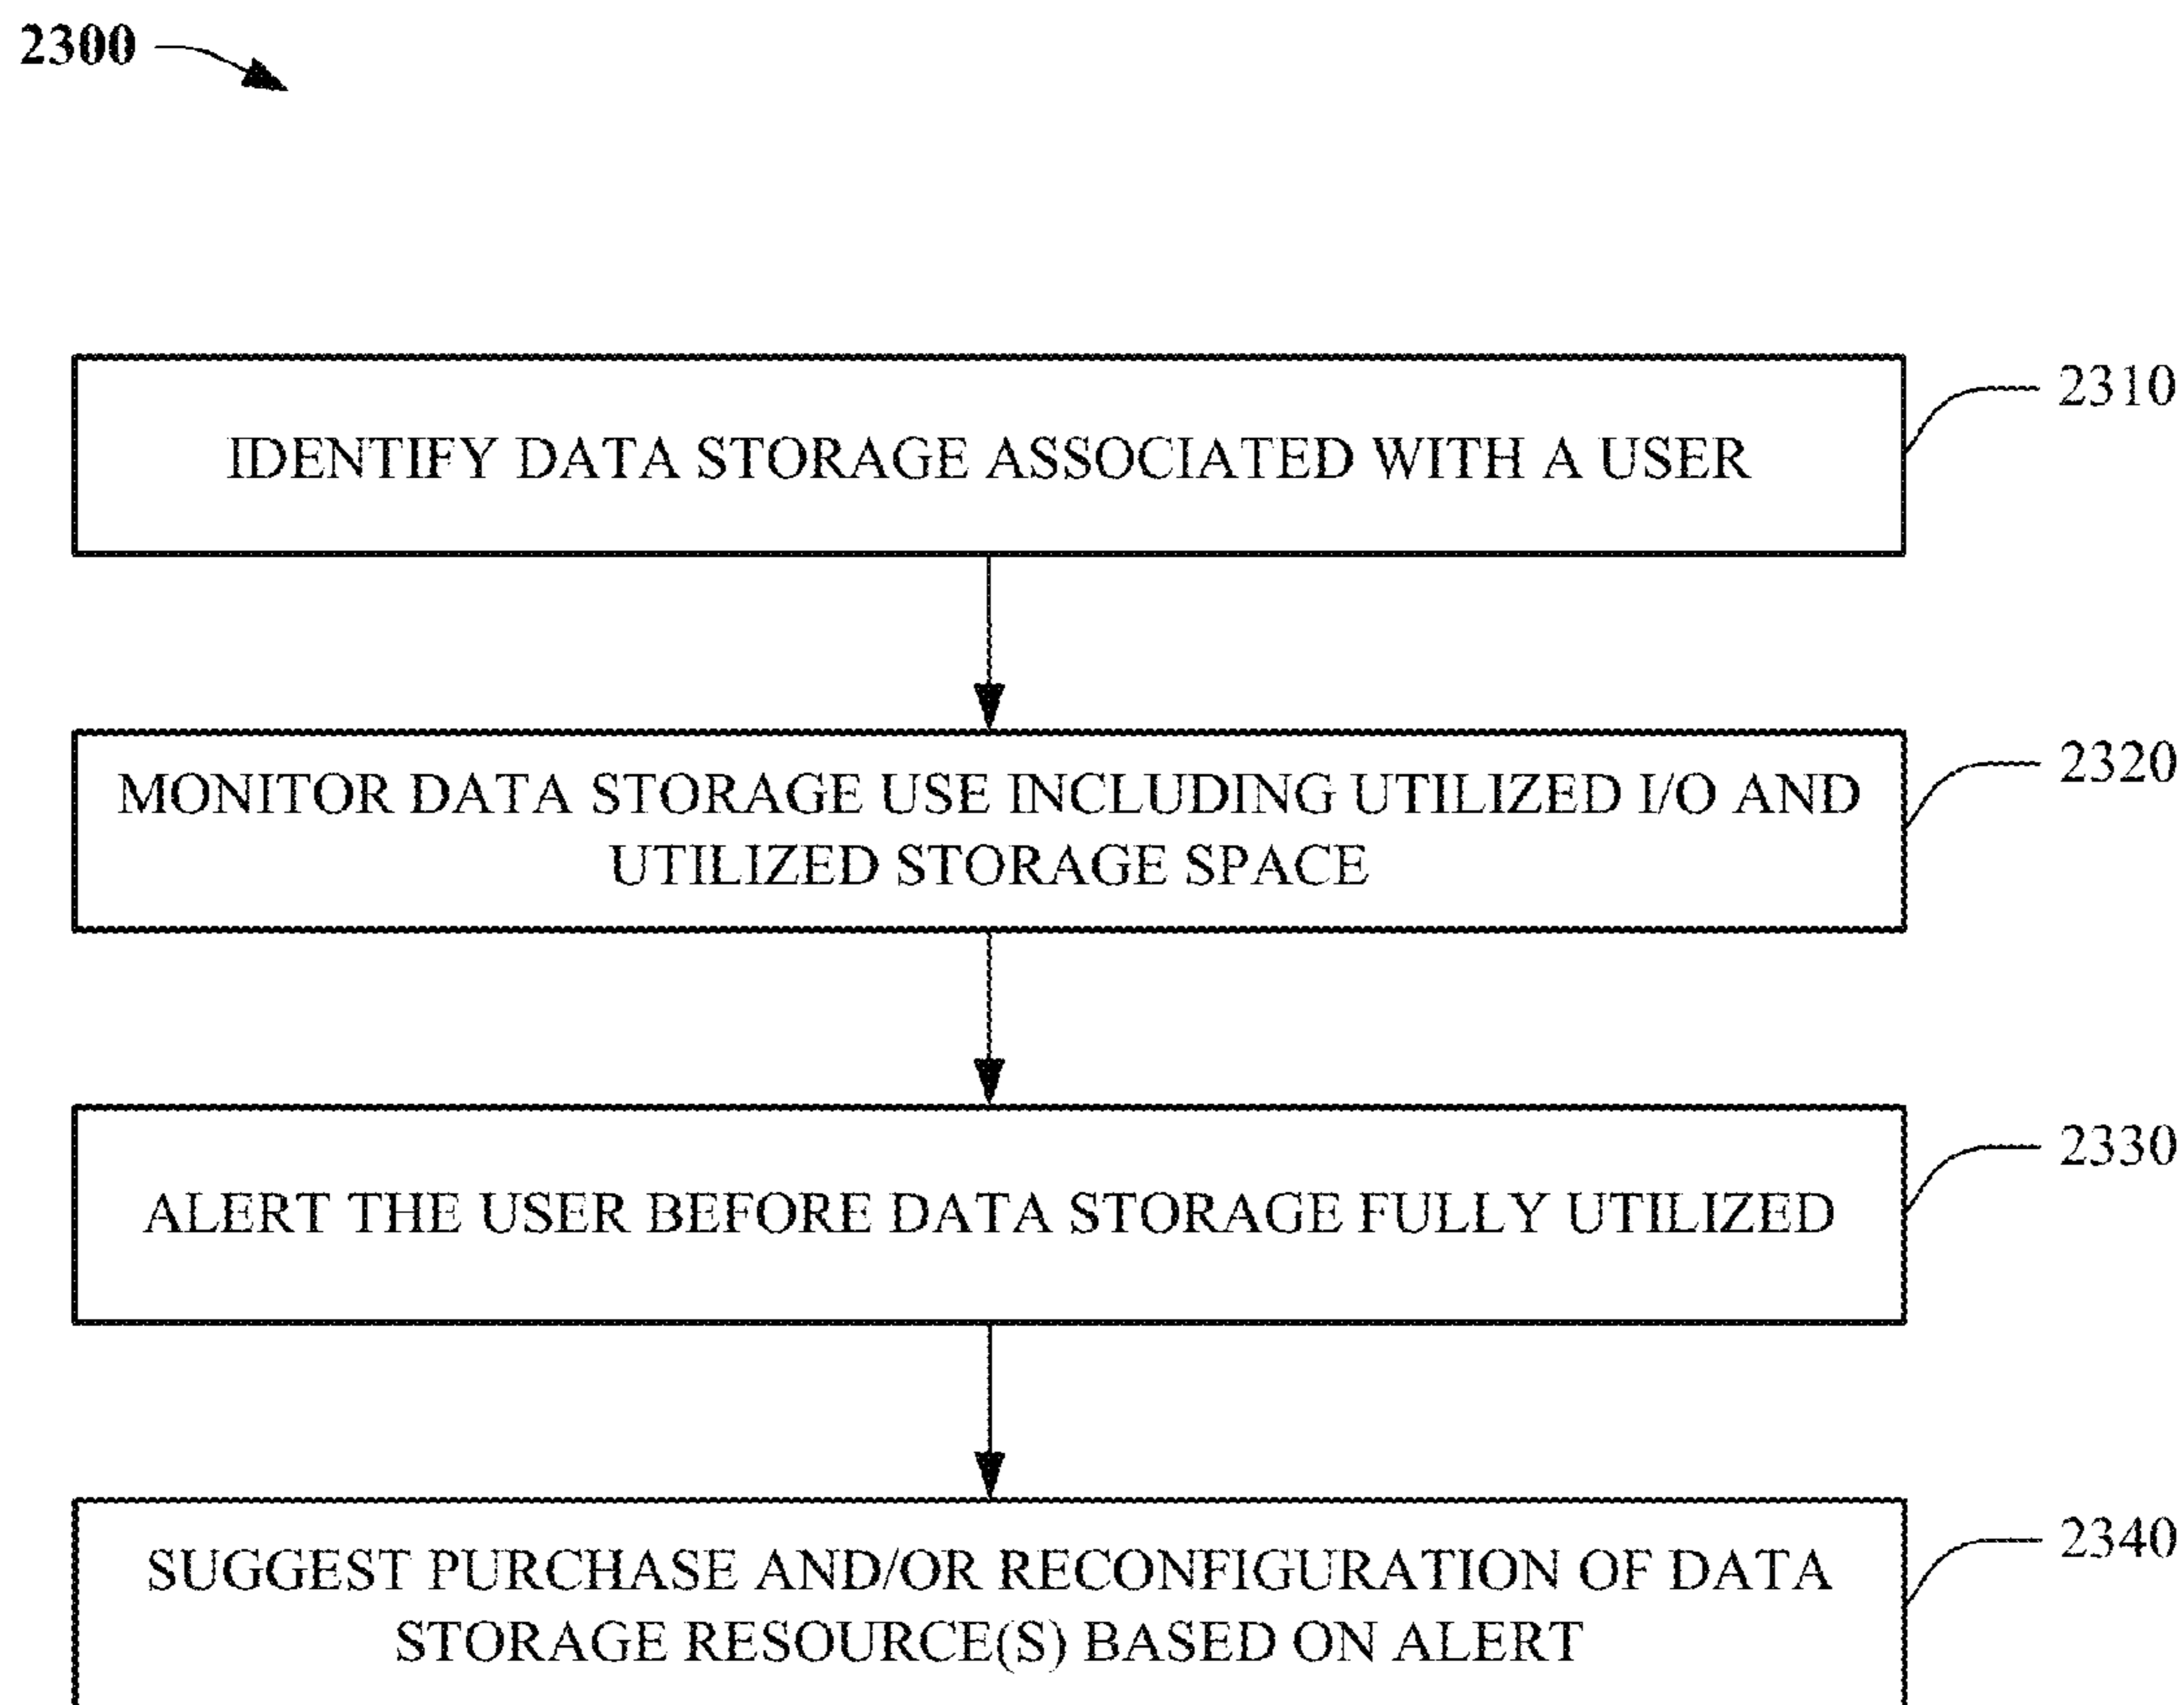 2300
IDENTIFY DATA STORAGE ASSOCIATED WITH A USER
2310
MONITOR DATA STORAGE USE INCLUDING UTILIZED I/O AND
UTILIZED STORAGE SPACE
2320
ALERT THE USER BEFORE DATA STORAGE FULLY UTILIZED
2330
SUGGEST PURCHASE AND/OR RECONFIGURATION OF DATA
STORAGE RESOURCE(S) BASED ON ALERT
2340